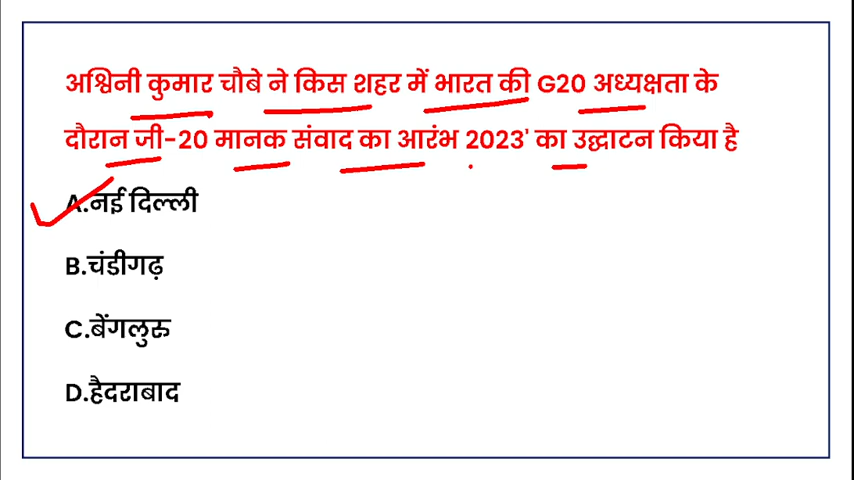 अश्विनी कुमार चौबे ने किस शहर में भारत की G20 अध्यक्षता के
दौरान जी-20 मानक संवाद का आरंभ 2023' का उद्घाटन किया है
A.नई दिल्ली
B.चंडीगढ़
C.बेंगलुरु
D.हैदराबाद